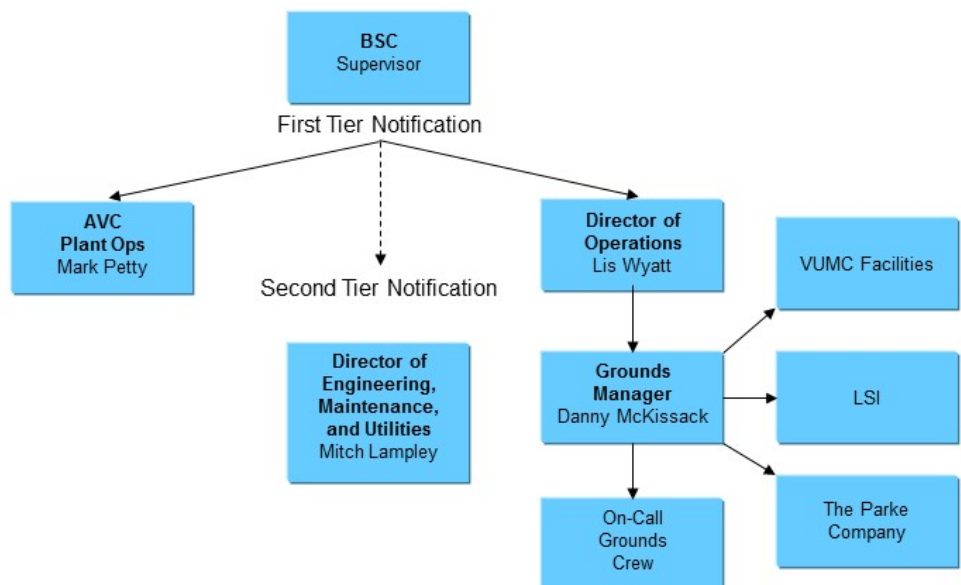 BSC
Supervisor
First Tier Notification
AVC
Plant Ops
Mark Petty
Director of
Operations
Lis Wyatt
VUMC Facilities
Second Tier Notification
Director of
Engineering,
Maintenance,
and Utilities
Mitch Lampley
Grounds
Manager
Danny McKissack
LSI
On-Call
Grounds
Crew
The Parke
Company